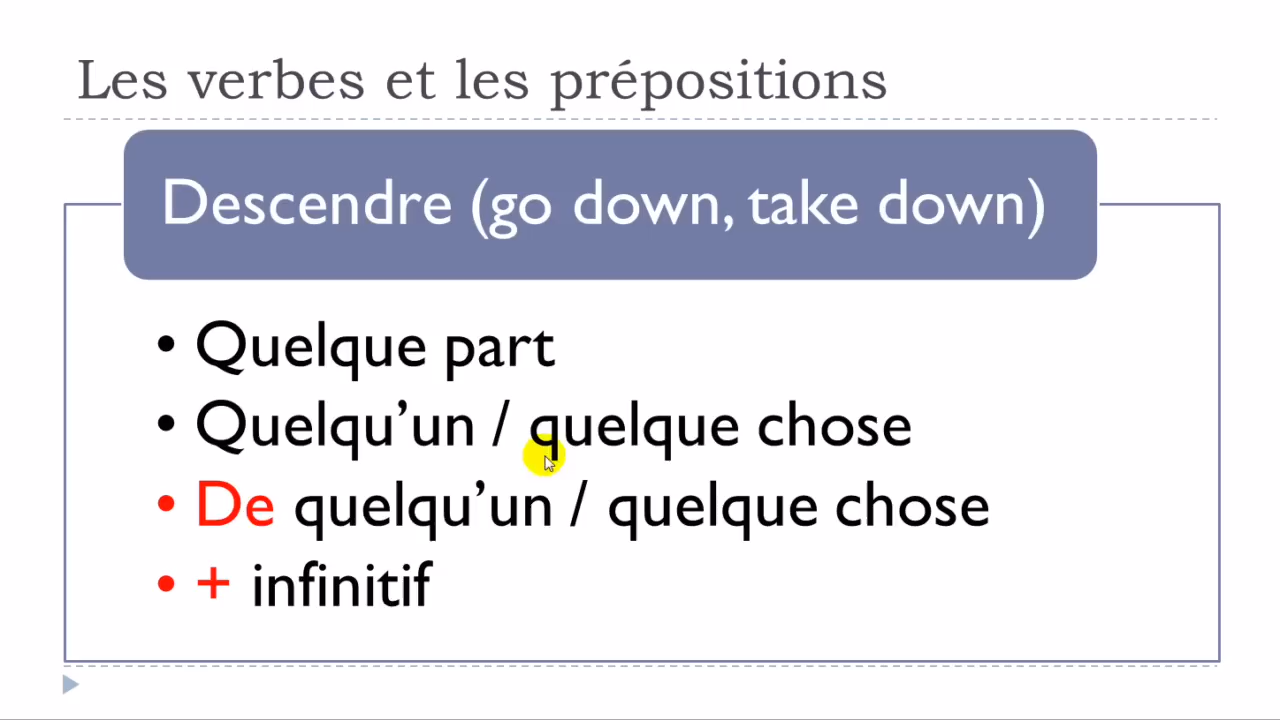 Les verbes et les prépositions
Descendre (go down, take down)
• Quelque part
• Quelqu’un / quelque chose
• De quelqu’un / quelque chose
• + infinitif